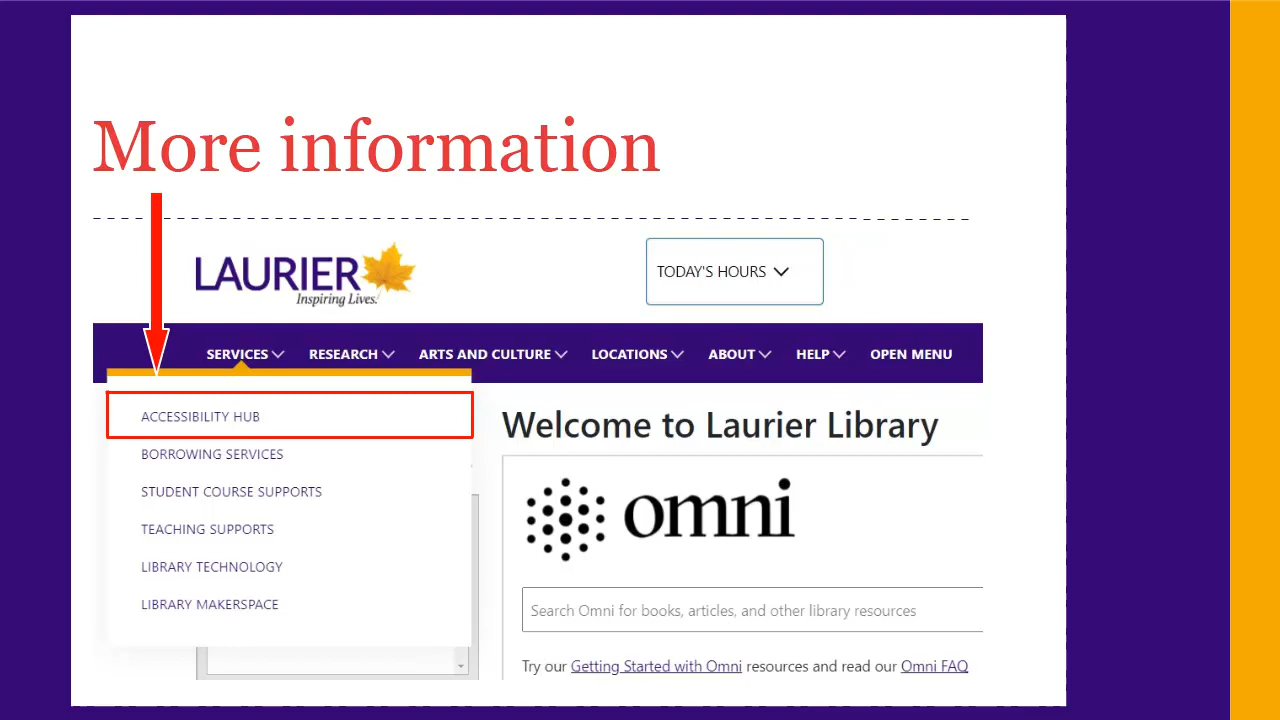 More information
LAURIER
Inspiring Lives.
TODAY'S HOURS
SERVICES RESEARCH ARTS AND CULTURE LOCATIONS ABOUT HELP OPEN MENU
ACCESSIBILITY HUB
BORROWING SERVICES
STUDENT COURSE SUPPORTS
TEACHING SUPPORTS
LIBRARY TECHNOLOGY
LIBRARY MAKERSPACE
Welcome to Laurier Library
omni
Search Omni for books, articles, and other library resources
Try our Getting Started with Omni resources and read our Omni FAQ